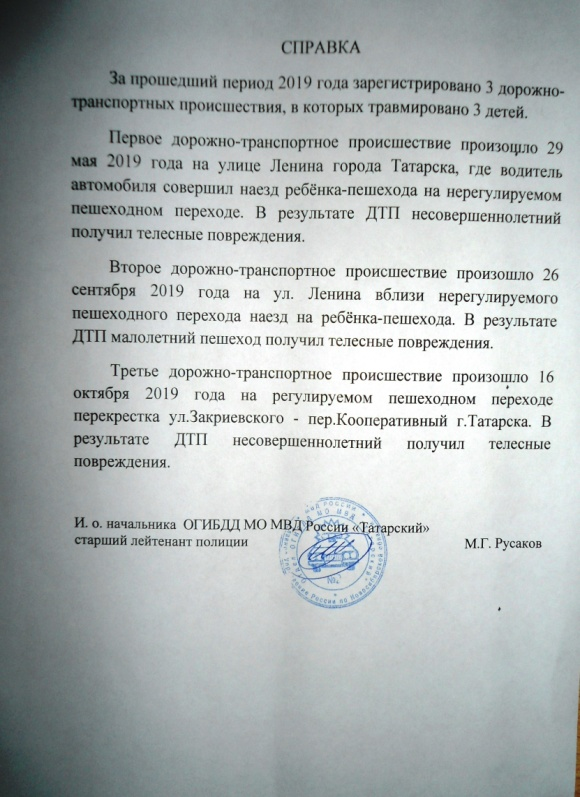 СПРАВКА
За прошедший период 2019 года зарегистрировано 3 дорожно-
транспортных происшествия, в которых травмировано 3 детей.
Первое дорожно-транспортное происшествие произошло 29
мая 2019 года на улице Ленина города Татарска, где водитель
автомобиля совершил наезд ребёнка-пешехода на нерегулируемом
пешеходном переходе. В результате ДТП несовершеннолетний
получил телесные повреждения.
Второе дорожно-транспортное происшествие произошло 26
сентября 2019 года на ул. Ленина вблизи нерегулируемого
пешеходного перехода наезд на ребёнка-пешехода. В результате
ДТП малолетний пешеход получил телесные повреждения.
Третье дорожно-транспортное происшествие произошло 16
октября 2019 года на регулируемом пешеходном переходе
перекрестка ул.Закриевского - пер.Кооперативный г.Татарска. В
результате ДТП несовершеннолетний получил телесные
повреждения.
И. о. начальника ОГИБДД МО МВД России «Татарский»
старший лейтенант полиции М.Г. Русаков